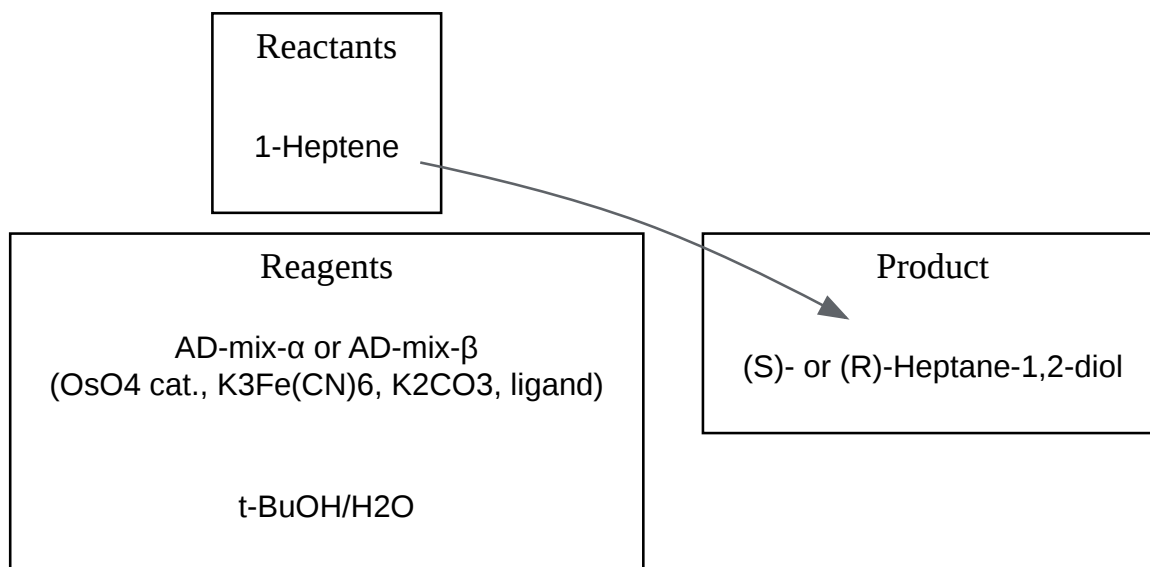 Reactants
1-Heptene
Reagents
AD-mix-α or AD-mix-β
(OsO4 cat., K3Fe(CN)6, K2CO3, ligand)
t-BuOH/H2O
Product
(S)- or (R)-Heptane-1,2-diol